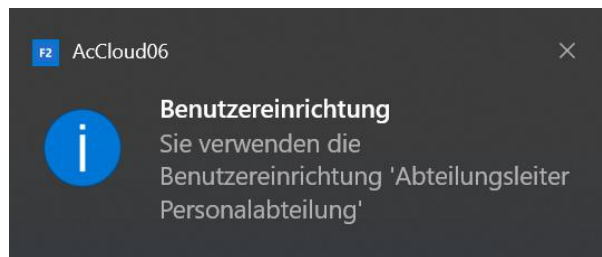 F2 AcCloud06
Benutzereinrichtung
Sie verwenden die
Benutzereinrichtung 'Abteilungsleiter
Personalabteilung'